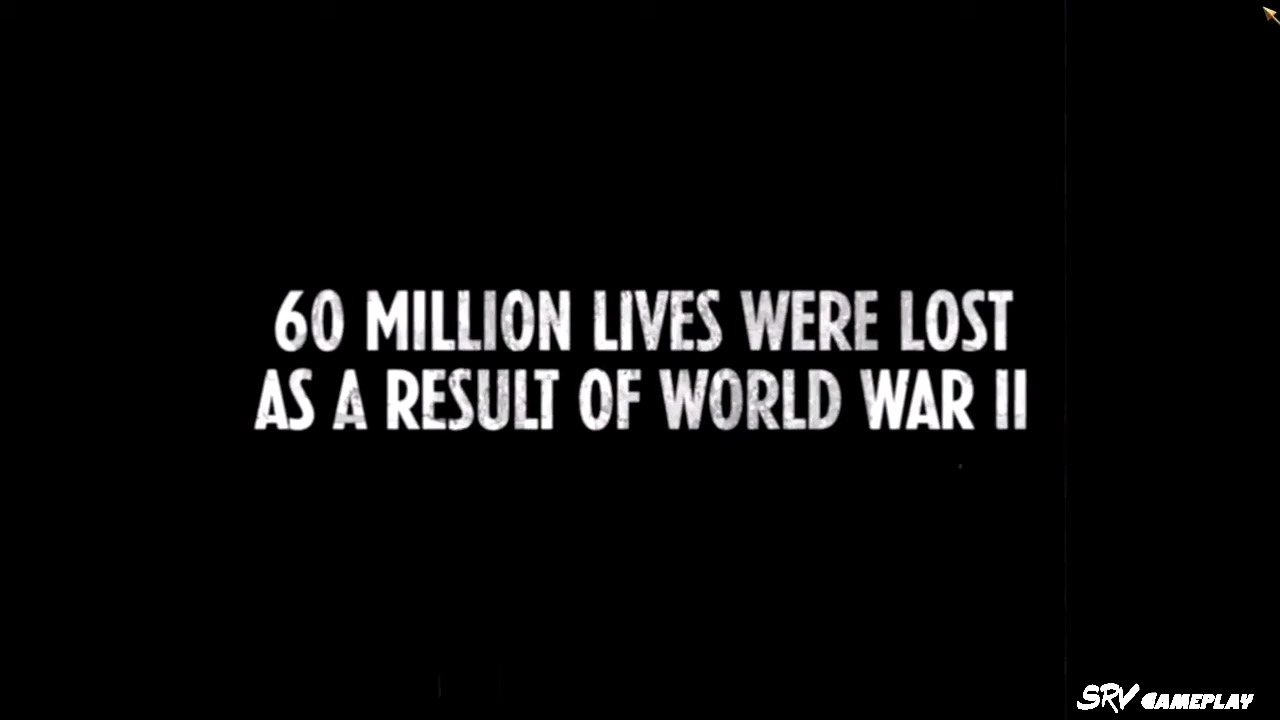 60 MILLION LIVES WERE LOST
AS A RESULT OF WORLD WAR II
SRV GAMEPLAY